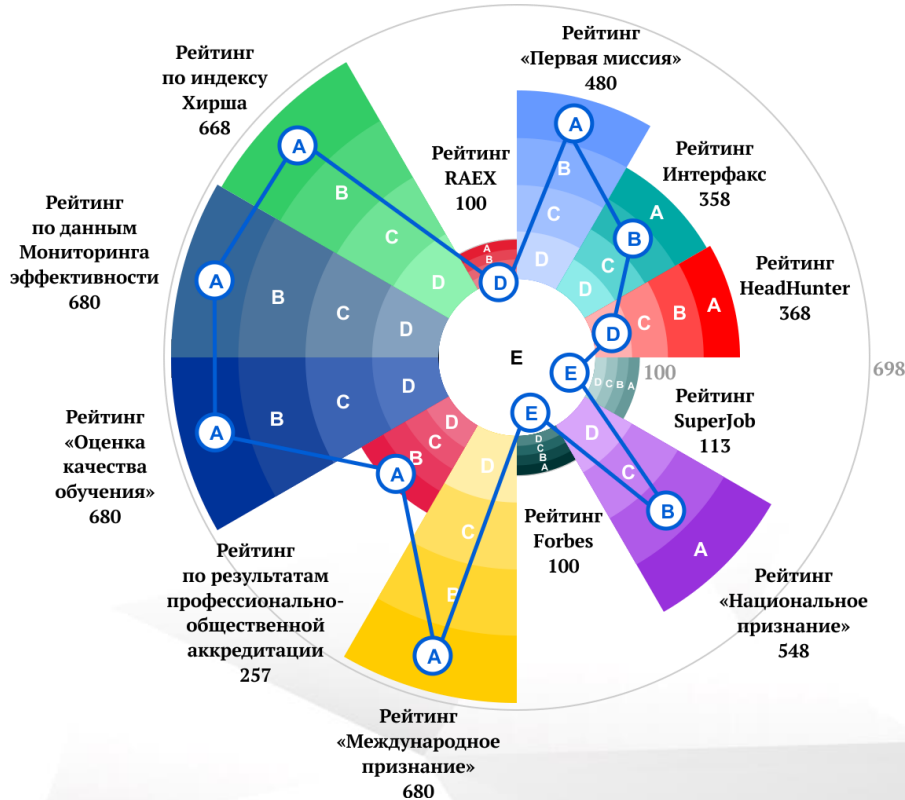 Рейтинг
«Первая миссия»
480
Рейтинг
Интерфакс
358
Рейтинг
HeadHunter
368
Рейтинг
SuperJob
113
Рейтинг
«Национальное
признание»
548
Рейтинг
Forbes
100
Рейтинг
«Международное
признание»
680
Рейтинг
по результатам
профессионально-
общественной
аккредитации
257
Рейтинг
«Оценка
качества
обучения»
680
Рейтинг
по данным
Мониторинга
эффективности
680
Рейтинг
по индексу
Хирша
668
Рейтинг
RAEX
100
A
B
C
D
A
B
C
D
A
B
C
D
D C B A
E
A
B
C
D
E
D
C
B
A
D
C
B
A
D
C
B
A
D
C
B
A
D
C
B
A
D
C
B
A
A
B
D
E
100
698